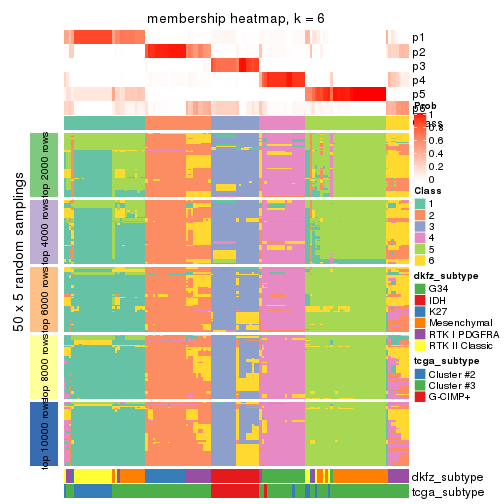 membership heatmap, k = 6
p1
p2
p3
p4
p5
Prob
1
0.8
0.6
0.4
0.2
0
Class
1
2
3
4
5
6
dkfz_subtype
G34
IDH
K27
Mesenchymal
RTK I PDGFRA
RTK II Classic
tcga_subtype
Cluster #2
Cluster #3
G-CIMP+
50 x 5 random samplings
top 2000 rows
top 4000 rows
top 6000 rows
top 8000 rows
top 10000 rows
dkfz_subtype
tcga_subtype